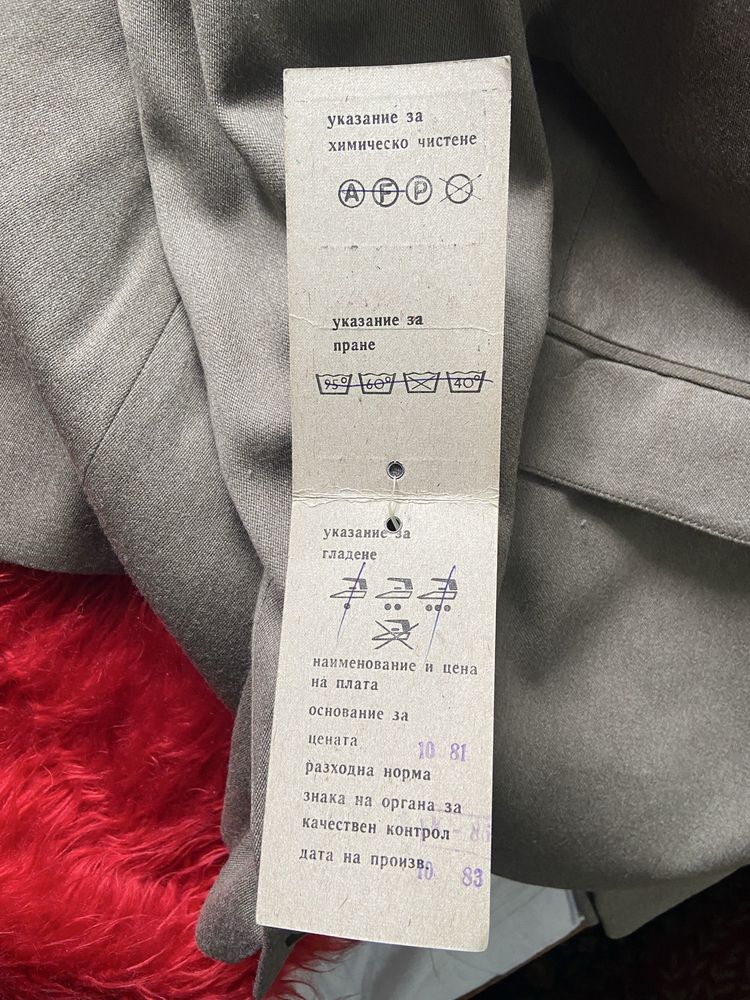 указание за
химическо чистене
A F P
указание за
пране
95° 60° 40°
указание за
гладене
наименование и цена
на плата
основание за
цената 10 81
разходна норма
знака на органа за
качествен контрол
дата на произв. 10 83